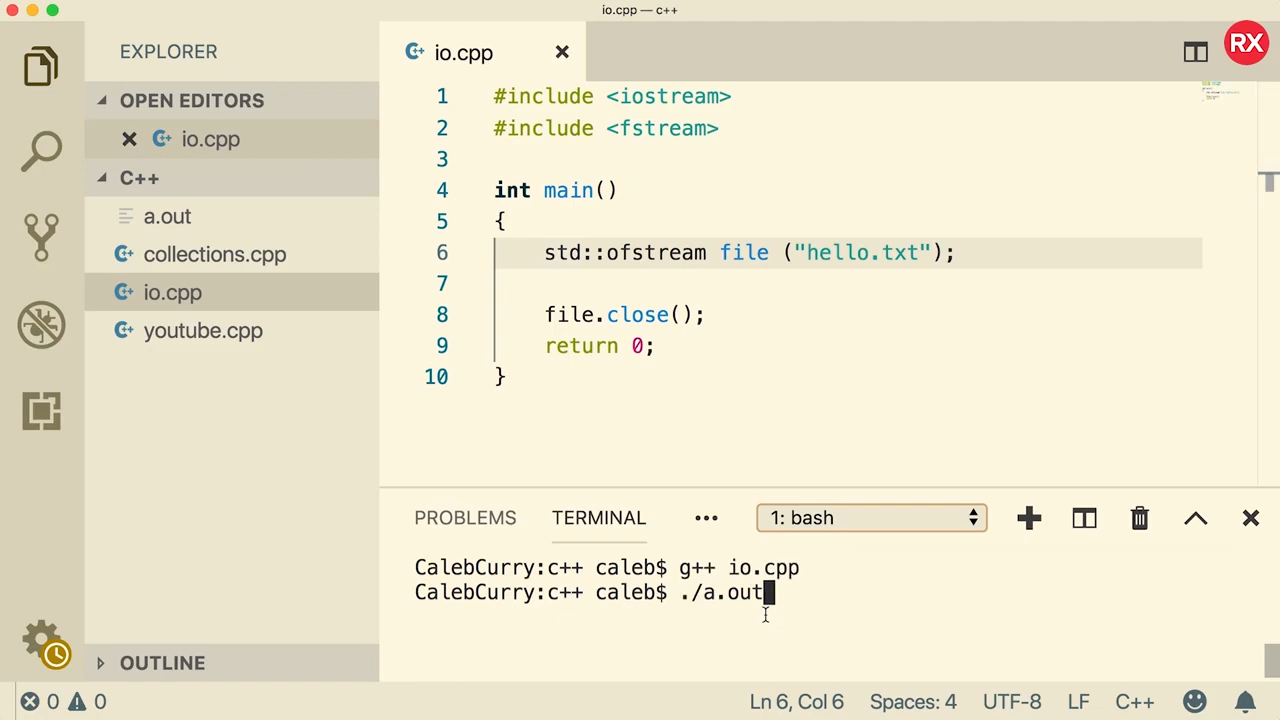 io.cpp — c++
RX
EXPLORER
OPEN EDITORS
io.cpp
C++
a.out
collections.cpp
io.cpp
youtube.cpp
OUTLINE
io.cpp
1 #include <iostream>
2 #include <fstream>
3
4 int main()
5 {
6 std::ofstream file ("hello.txt");
7
8 file.close();
9 return 0;
10 }
PROBLEMS TERMINAL ••• 1: bash
CalebCurry:c++ caleb$ g++ io.cpp
CalebCurry:c++ caleb$ ./a.out
0 0 Ln 6, Col 6 Spaces: 4 UTF-8 LF C++